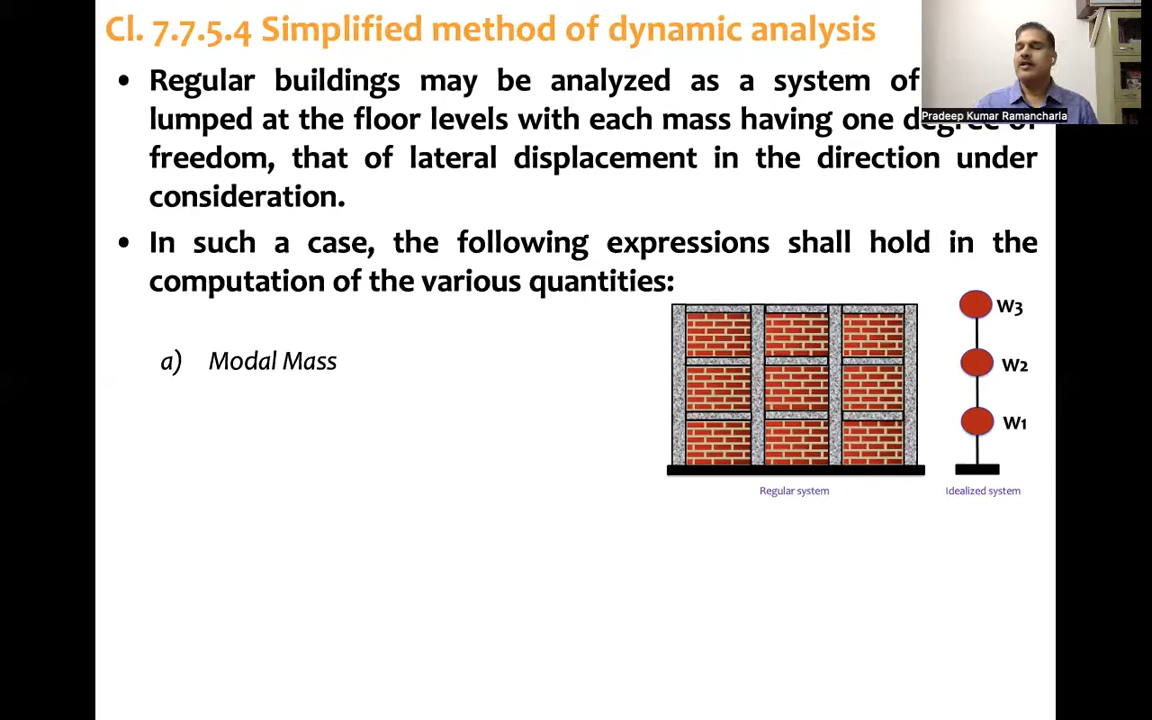 Cl. 7.7.5.4 Simplified method of dynamic analysis
• Regular buildings may be analyzed as a system of
lumped at the floor levels with each mass having one degree of
freedom, that of lateral displacement in the direction under
consideration.
• In such a case, the following expressions shall hold in the
computation of the various quantities:
a) Modal Mass
W3
W2
W1
Regular system
Idealized system
Pradeep Kumar Ramancharla